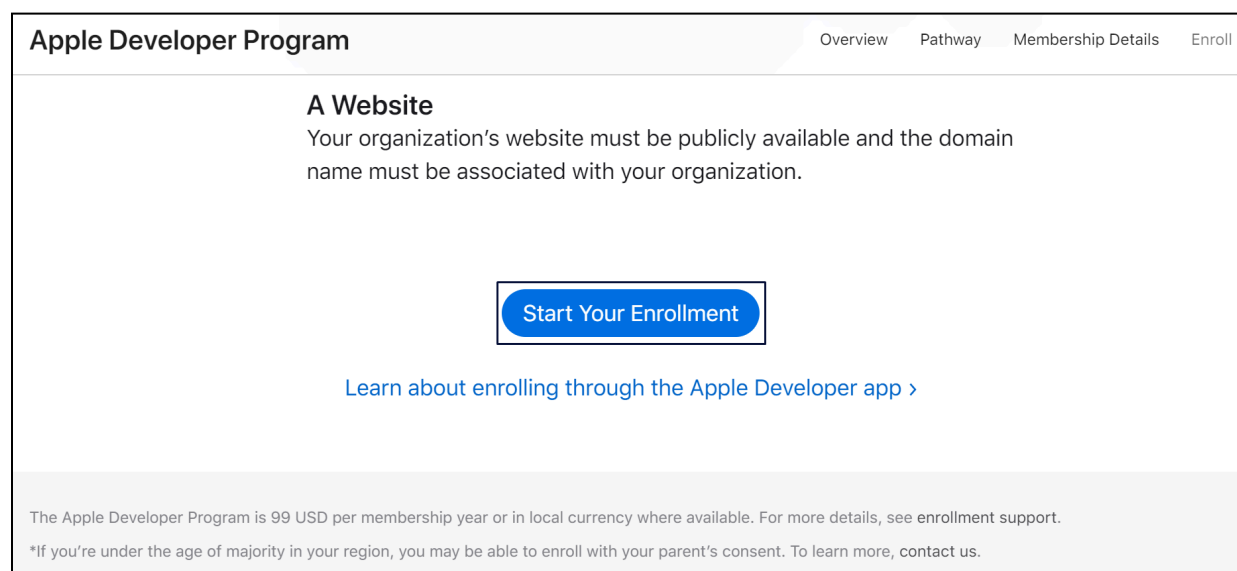 Apple Developer Program
Overview Pathway Membership Details Enroll
A Website
Your organization’s website must be publicly available and the domain
name must be associated with your organization.
Start Your Enrollment
Learn about enrolling through the Apple Developer app ›
The Apple Developer Program is 99 USD per membership year or in local currency where available. For more details, see enrollment support.
*If you’re under the age of majority in your region, you may be able to enroll with your parent’s consent. To learn more, contact us.